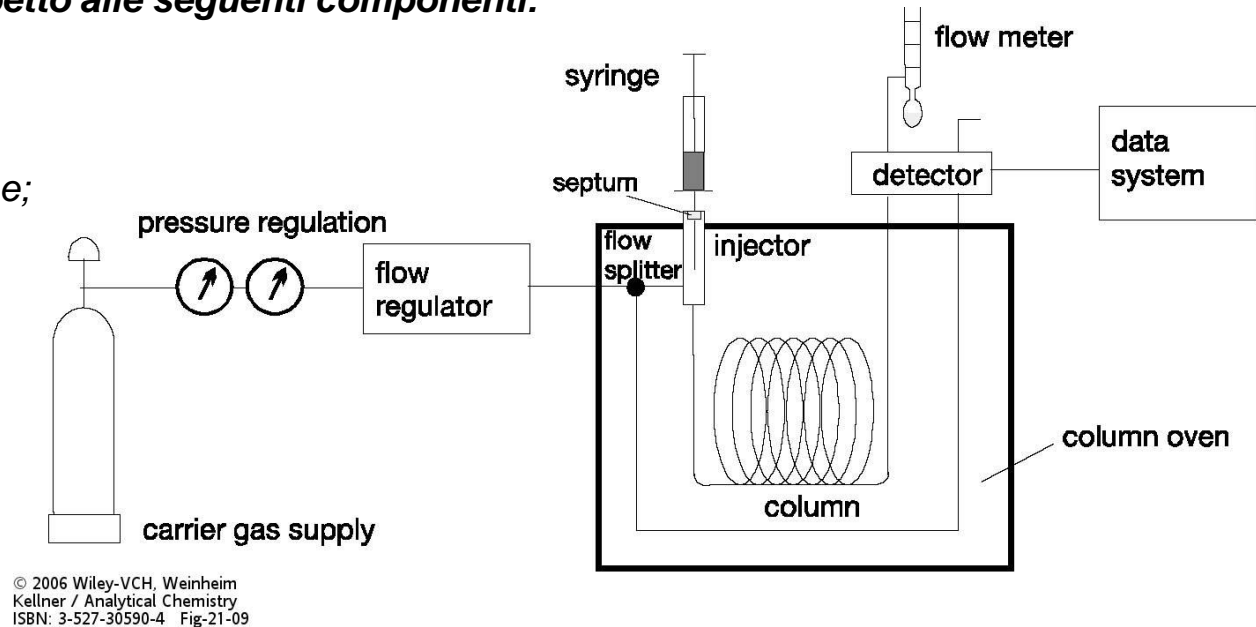 alle seguenti componenti:
flow meter
syringe
data
system
detector
septum
e;
pressure regulation
flow
splitter
injector
flow
regulator
column oven
column
carrier gas supply
© 2006 Wiley-VCH, Weinheim
Kellner / Analytical Chemistry
ISBN: 3-527-30590-4 Fig-21-09